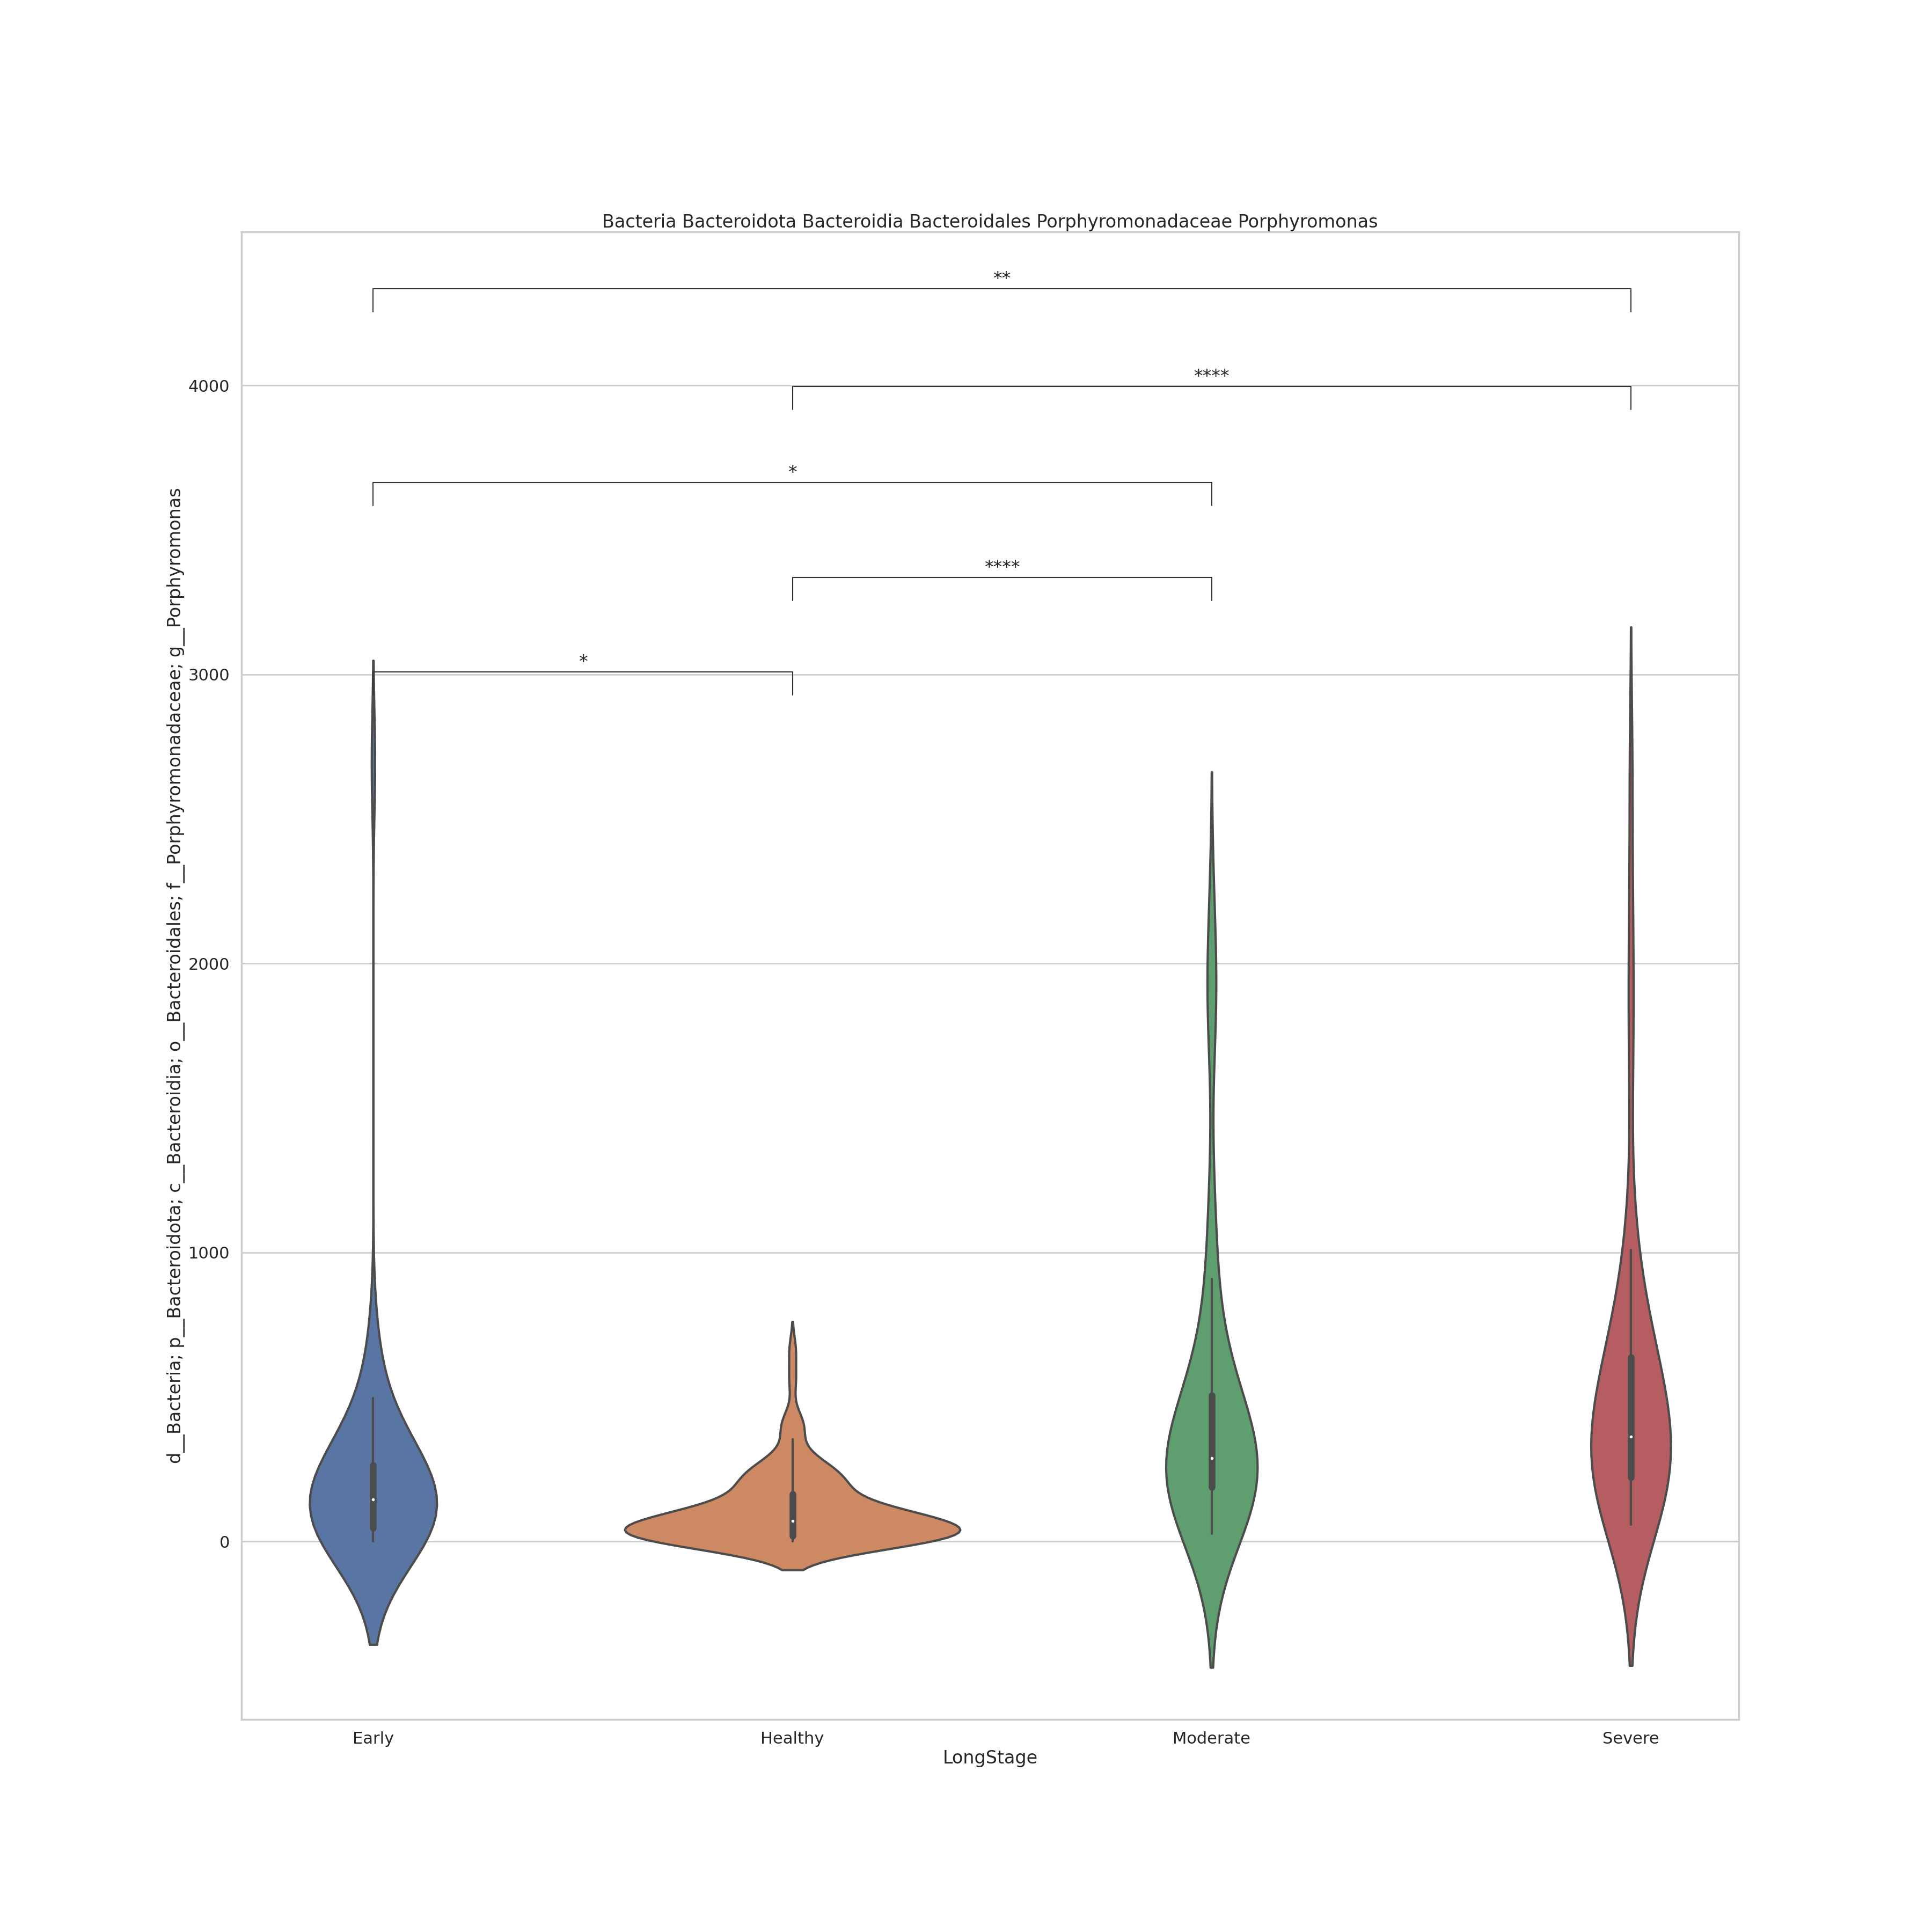 Bacteria Bacteroidota Bacteroidia Bacteroidales Porphyromonadaceae Porphyromonas
**
****
*
****
*
d__Bacteria; p__Bacteroidota; c__Bacteroidia; o__Bacteroidales; f__Porphyromonadaceae; g__Porphyromonas
4000
3000
2000
1000
0
Early Healthy Moderate Severe
LongStage